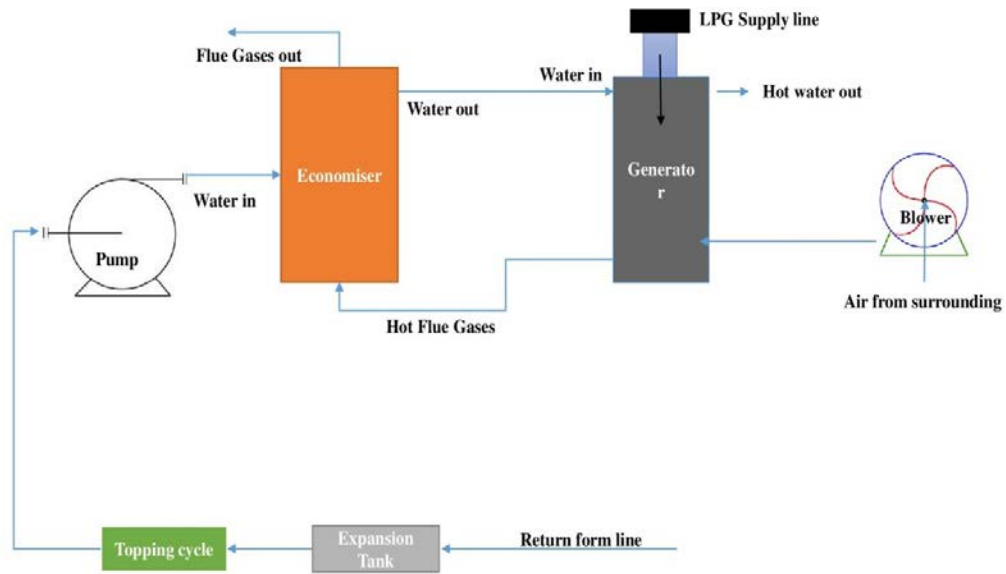 LPG Supply line
Flue Gases out
Water in
Hot water out
Water out
Economiser
Generato
r
Water in
Blower
Pump
Air from surrounding
Hot Flue Gases
Topping cycle
Expansion
Tank
Return form line